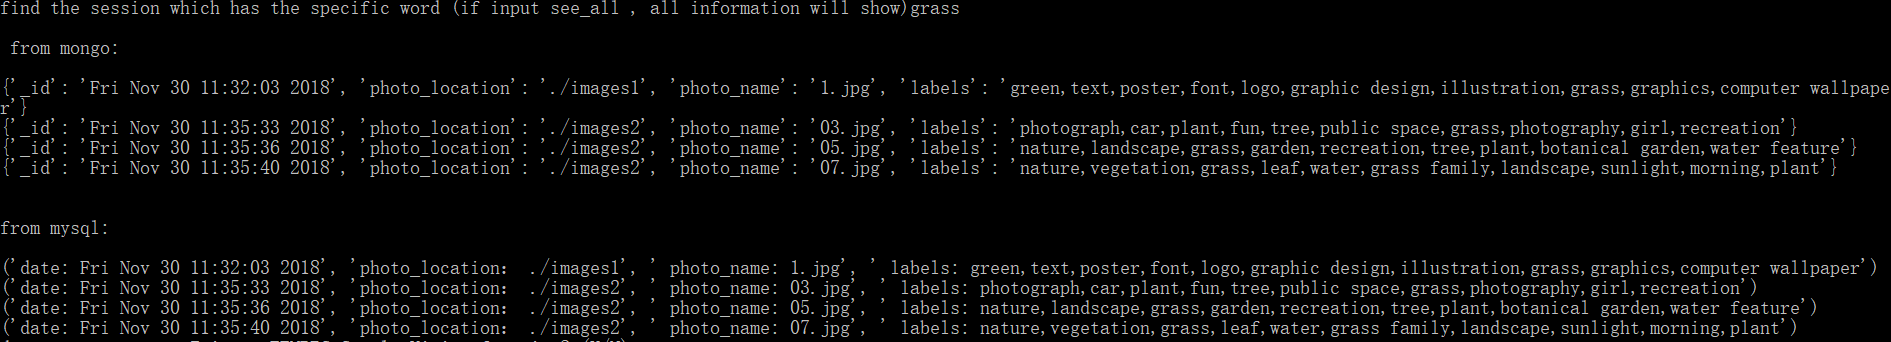 find the session which has the specific word (if input see_all , all information will show)grass
from mongo:
{'_id': 'Fri Nov 30 11:32:03 2018', 'photo_location': './images1', 'photo_name': '1.jpg', 'labels': 'green,text,poster,font,logo,graphic design,illustration,grass,graphics,computer wallpape
r'}
{'_id': 'Fri Nov 30 11:35:33 2018', 'photo_location': './images2', 'photo_name': '03.jpg', 'labels': 'photograph,car,plant,fun,tree,public space,grass,photography,girl,recreation'}
{'_id': 'Fri Nov 30 11:35:36 2018', 'photo_location': './images2', 'photo_name': '05.jpg', 'labels': 'nature,landscape,grass,garden,recreation,tree,plant,botanical garden,water feature'}
{'_id': 'Fri Nov 30 11:35:40 2018', 'photo_location': './images2', 'photo_name': '07.jpg', 'labels': 'nature,vegetation,grass,leaf,water,grass family,landscape,sunlight,morning,plant'}
from mysql:
('date: Fri Nov 30 11:32:03 2018', 'photo_location: ./images1', ' photo_name: 1.jpg', ' labels: green,text,poster,font,logo,graphic design,illustration,grass,graphics,computer wallpaper')
('date: Fri Nov 30 11:35:33 2018', 'photo_location: ./images2', ' photo_name: 03.jpg', ' labels: photograph,car,plant,fun,tree,public space,grass,photography,girl,recreation')
('date: Fri Nov 30 11:35:36 2018', 'photo_location: ./images2', ' photo_name: 05.jpg', ' labels: nature,landscape,grass,garden,recreation,tree,plant,botanical garden,water feature')
('date: Fri Nov 30 11:35:40 2018', 'photo_location: ./images2', ' photo_name: 07.jpg', ' labels: nature,vegetation,grass,leaf,water,grass family,landscape,sunlight,morning,plant')